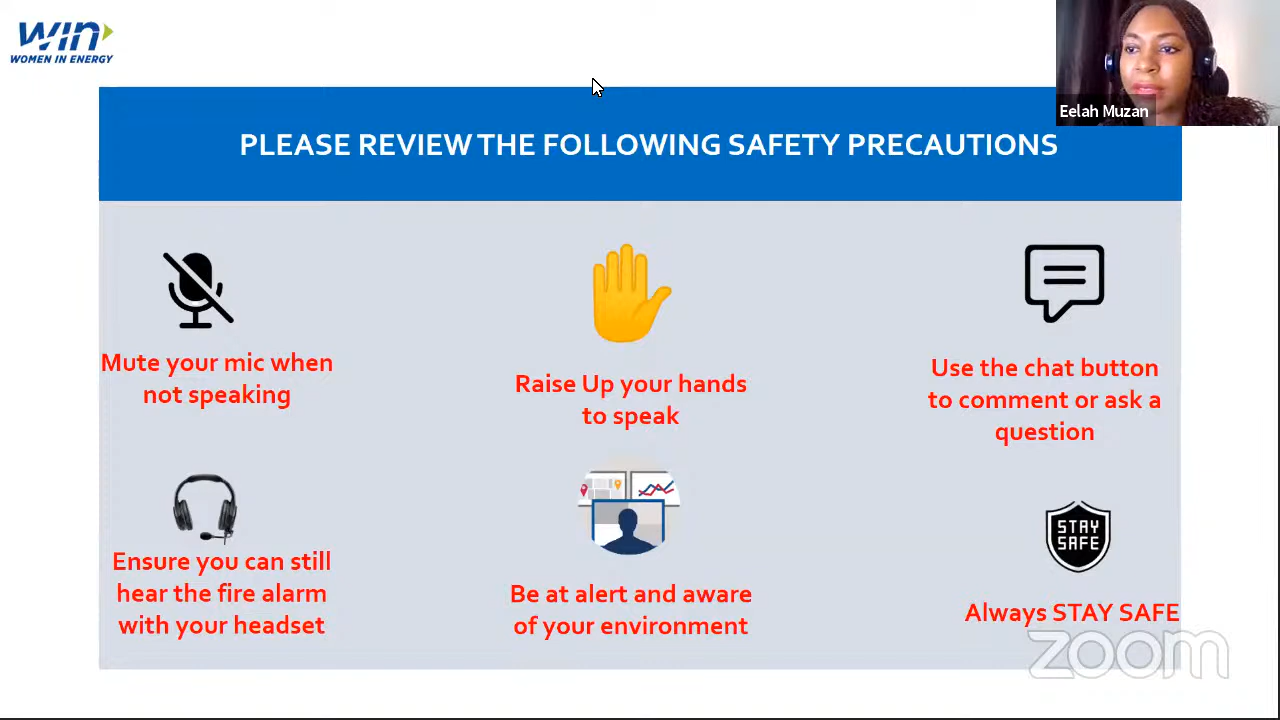 WIN
WOMEN IN ENERGY
Eelah Muzan
PLEASE REVIEW THE FOLLOWING SAFETY PRECAUTIONS
Mute your mic when
not speaking
Raise Up your hands
to speak
Use the chat button
to comment or ask a
question
STAY
SAFE
Ensure you can still
hear the fire alarm
with your headset
Be at alert and aware
of your environment
Always STAY SAFE
zoom